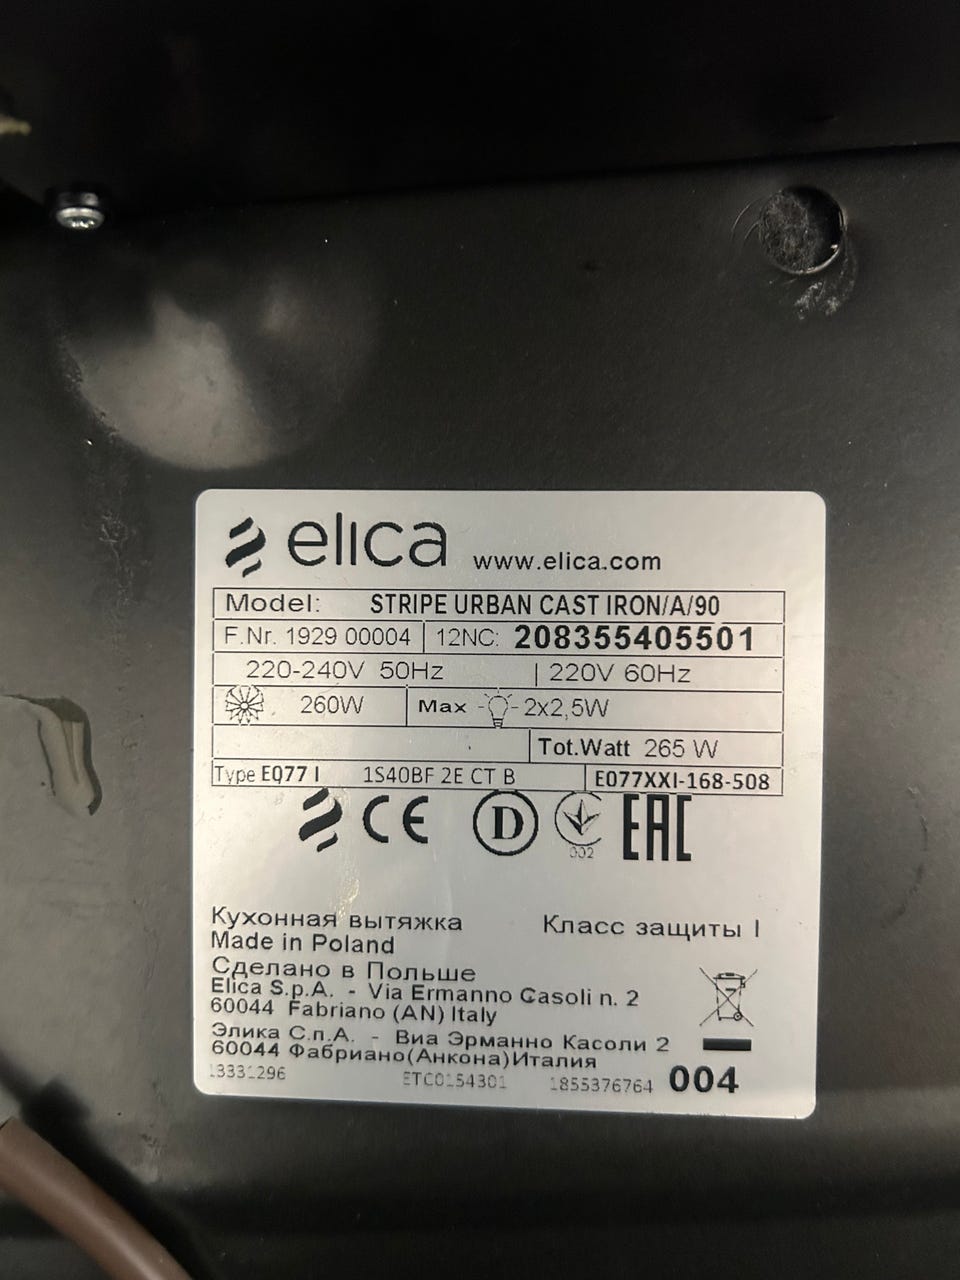 elica www.elica.com
Model: STRIPE URBAN CAST IRON/A/90
F.Nr. 1929 00004 12NC: 208355405501
220-240V 50Hz | 220V 60Hz
260W Max 2x2,5W
Tot.Watt 265 W
Type EQ77 I 1S40BF 2E CT B E077XXI-168-508
CE D 002 EAC
Кухонная вытяжка Класс защиты I
Made in Poland
Сделано в Польше
Elica S.p.A. - Via Ermanno Casoli n. 2
60044 Fabriano (AN) Italy
Элика С.п.А. - Виа Эрманно Касоли 2
60044 Фабриано(Анкона)Италия
13331296 ETC0154301 1855376764 004